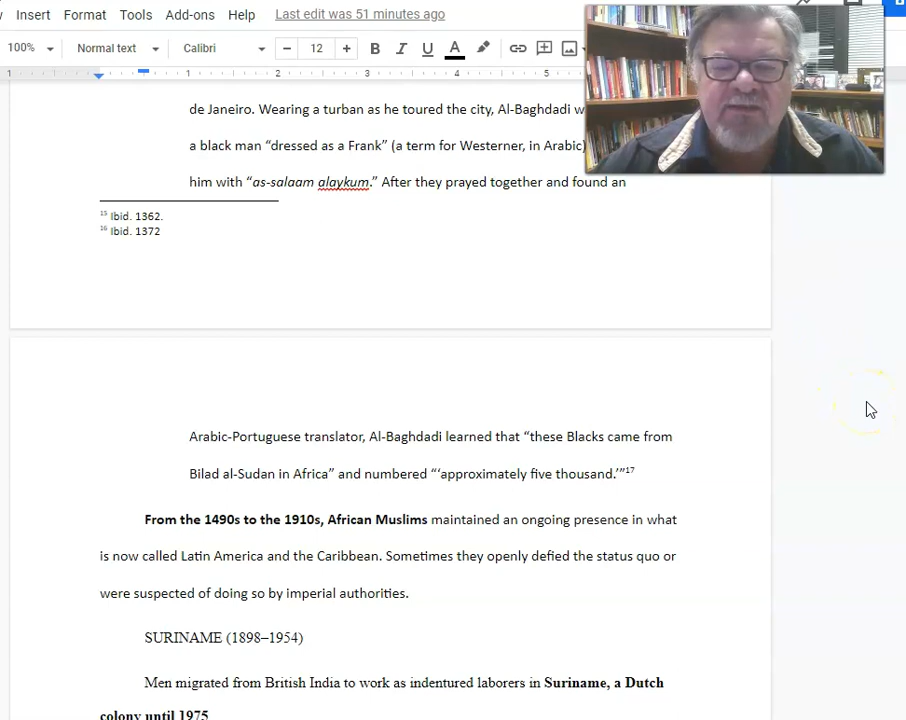 Insert Format Tools Add-ons Help Last edit was 51 minutes ago
100% Normal text Calibri 12 B I U A
1 1 2 3 4 5
de Janeiro. Wearing a turban as he toured the city, Al-Baghdadi w
a black man “dressed as a Frank” (a term for Westerner, in Arabic)
him with “as-salaam alaykum.” After they prayed together and found an
15 Ibid. 1362.
16 Ibid. 1372
Arabic-Portuguese translator, Al-Baghdadi learned that “these Blacks came from
Bilad al-Sudan in Africa” and numbered “‘approximately five thousand.’”17
From the 1490s to the 1910s, African Muslims maintained an ongoing presence in what
is now called Latin America and the Caribbean. Sometimes they openly defied the status quo or
were suspected of doing so by imperial authorities.
SURINAME (1898–1954)
Men migrated from British India to work as indentured laborers in Suriname, a Dutch
colony until 1975